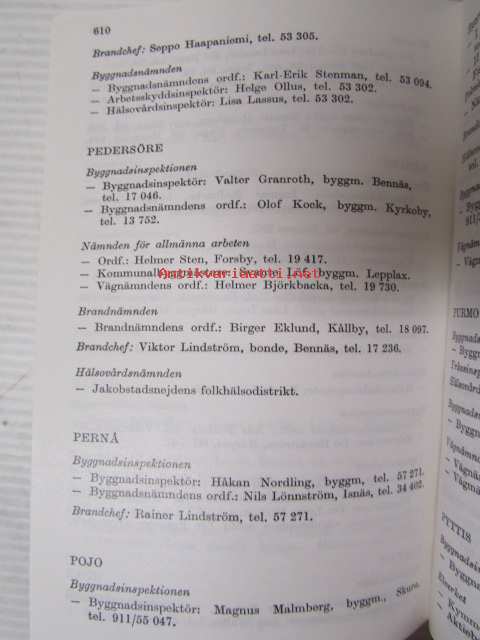 610
Brandchef: Seppo Haapaniemi, tel. 53 305.
Byggnadsnämnden
— Byggnadsnämndens ordf.: Karl-Erik Stenman, tel. 53 094.
— Arbetsskyddsinspektör: Helge Ollus, tel. 53 302.
— Hälsovårdsinspektör: Lisa Lassus, tel. 53 302.
PEDERSÖRE
Byggnadsinspektionen
— Byggnadsinspektör: Valter Granroth, byggm. Bennäs,
tel. 17 046.
— Byggnadsnämndens ordf.: Olof Kock, byggm. Kyrkoby,
tel. 13 752.
Nämnden för allmänna arbeten
— Ordf.: Helmer Sten, Forsby, tel. 19 417.
— Löf, byggm. Lepplax.
— Vägnämndens ordf.: Helmer Björkbacka, tel. 19 730.
Brandnämnden
— Brandnämndens ordf.: Birger Eklund, Kållby, tel. 18 097.
Brandchef: Viktor Lindström, bonde, Bennäs, tel. 17 236.
Hälsovårdsnämnden
— Jakobstadsnejdens folkhälsodistrikt.
PERNÅ
Byggnadsinspektionen
— Byggnadsinspektör: Håkan Nordling, byggm, tel. 57 271.
— Byggnadsnämndens ordf.: Nils Lönnström, Isnäs, tel. 34 402.
Brandchef: Rainer Lindström, tel. 57 271.
POJO
Byggnadsinspektionen
— Byggnadsinspektör: Magnus Malmberg, byggm., Skuru,
tel. 911/55 047.
PURMO
PYTTIS